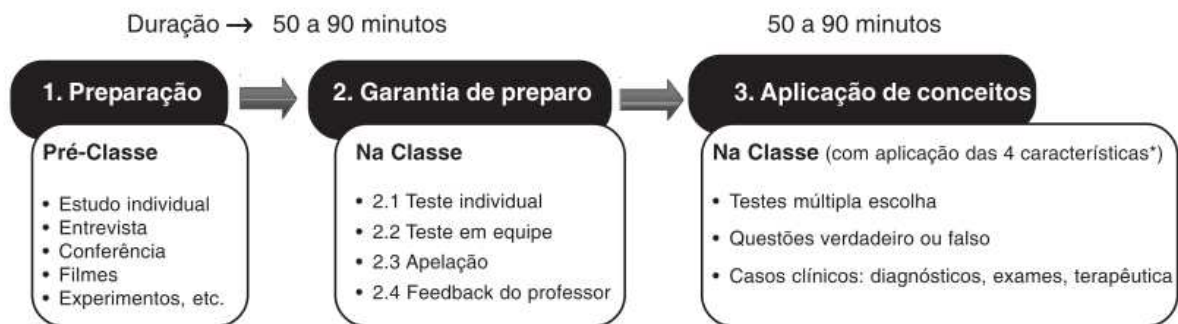 Duração → 50 a 90 minutos
50 a 90 minutos
1. Preparação
2. Garantia de preparo
3. Aplicação de conceitos
Pré-Classe
• Estudo individual
• Entrevista
• Conferência
• Filmes
• Experimentos, etc.
Na Classe
• 2.1 Teste individual
• 2.2 Teste em equipe
• 2.3 Apelação
• 2.4 Feedback do professor
Na Classe (com aplicação das 4 características*)
• Testes múltipla escolha
• Questões verdadeiro ou falso
• Casos clínicos: diagnósticos, exames, terapêutica